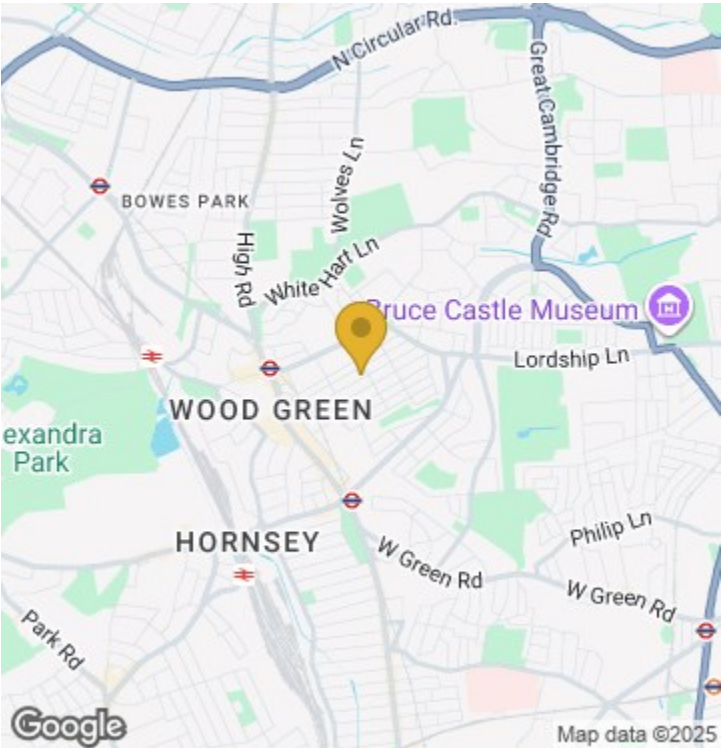 N Circular Rd.
Great Cambridge Rd
BOWES PARK
Wolves Ln
High Rd
White Hart Ln
Bruce Castle Museum
Lordship Ln
WOOD GREEN
exandra
Park
HORNSEY
Philip Ln
W Green Rd
W Green Rd
Park Rd
Google
Map data ©2025